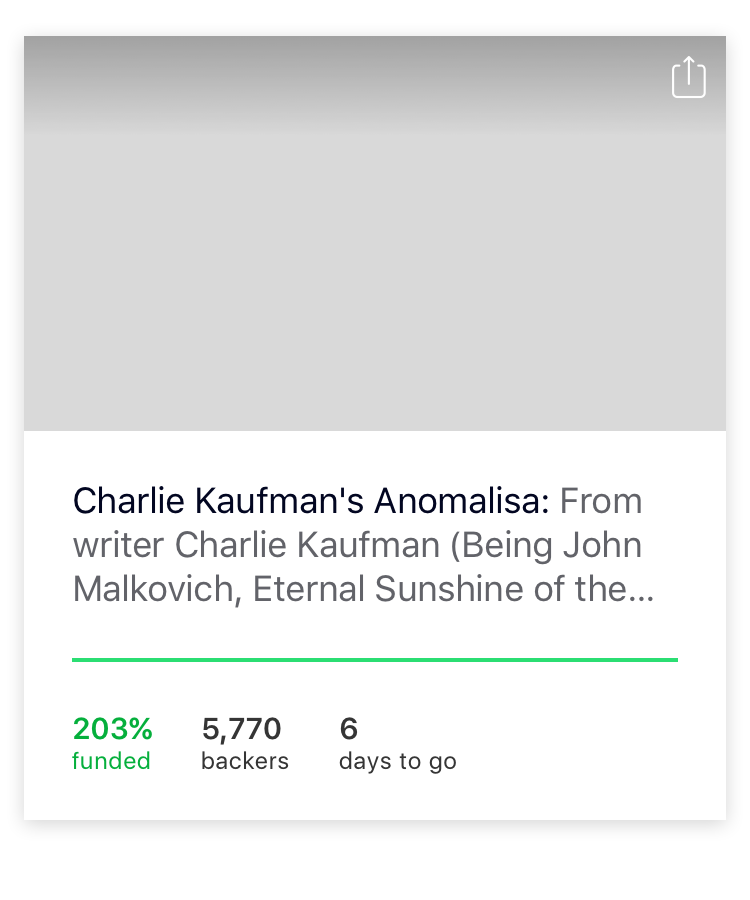 Charlie Kaufman's Anomalisa: From
writer Charlie Kaufman (Being John
Malkovich, Eternal Sunshine of the...
203% 5,770 6
funded backers days to go